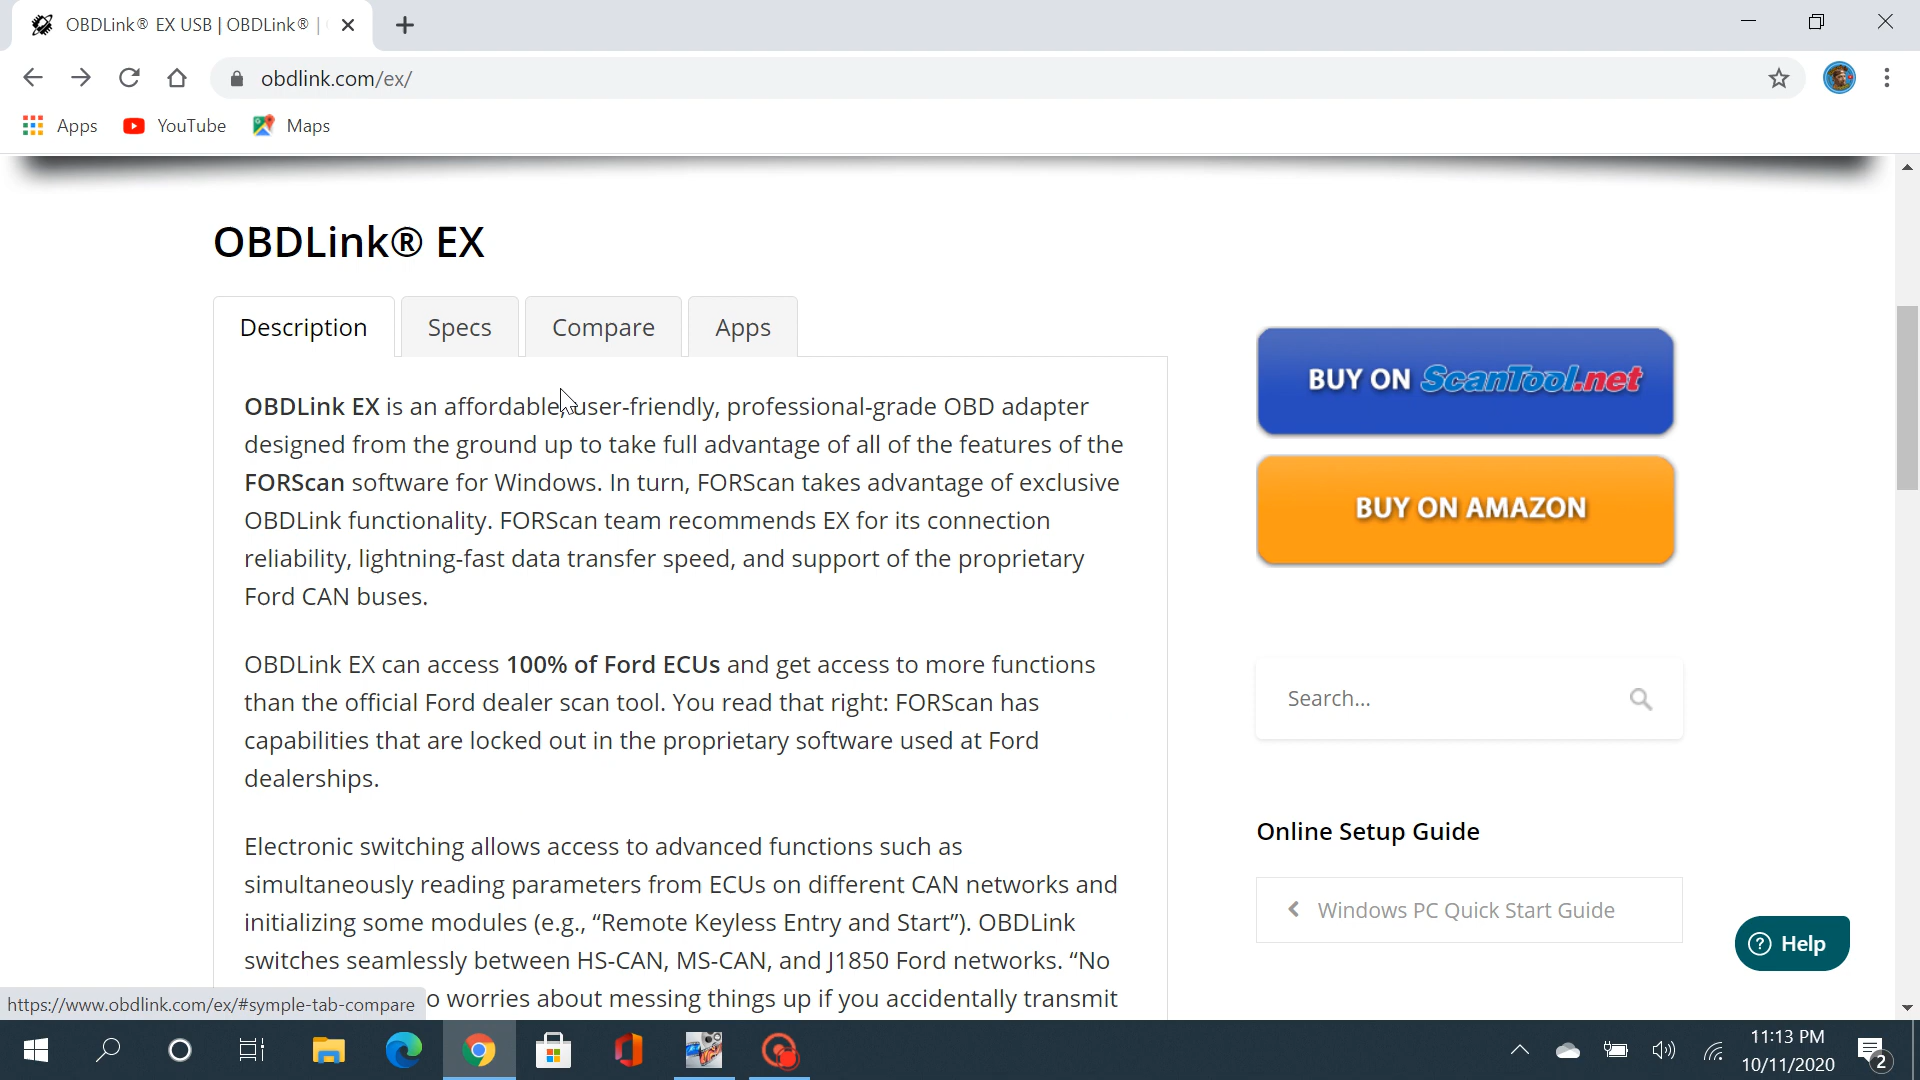 OBDLink® EX USB | OBDLink® |
obdlink.com/ex/
Apps YouTube Maps
OBDLink® EX
Description Specs Compare Apps
OBDLink EX is an affordable, user-friendly, professional-grade OBD adapter
designed from the ground up to take full advantage of all of the features of the
FORScan software for Windows. In turn, FORScan takes advantage of exclusive
OBDLink functionality. FORScan team recommends EX for its connection
reliability, lightning-fast data transfer speed, and support of the proprietary
Ford CAN buses.
OBDLink EX can access 100% of Ford ECUs and get access to more functions
than the official Ford dealer scan tool. You read that right: FORScan has
capabilities that are locked out in the proprietary software used at Ford
dealerships.
Electronic switching allows access to advanced functions such as
simultaneously reading parameters from ECUs on different CAN networks and
initializing some modules (e.g., “Remote Keyless Entry and Start”). OBDLink
switches seamlessly between HS-CAN, MS-CAN, and J1850 Ford networks. “No
o worries about messing things up if you accidentally transmit
BUY ON ScanTool.net
BUY ON AMAZON
Search...
Online Setup Guide
Windows PC Quick Start Guide
? Help
https://www.obdlink.com/ex/#symple-tab-compare
11:13 PM
10/11/2020
2